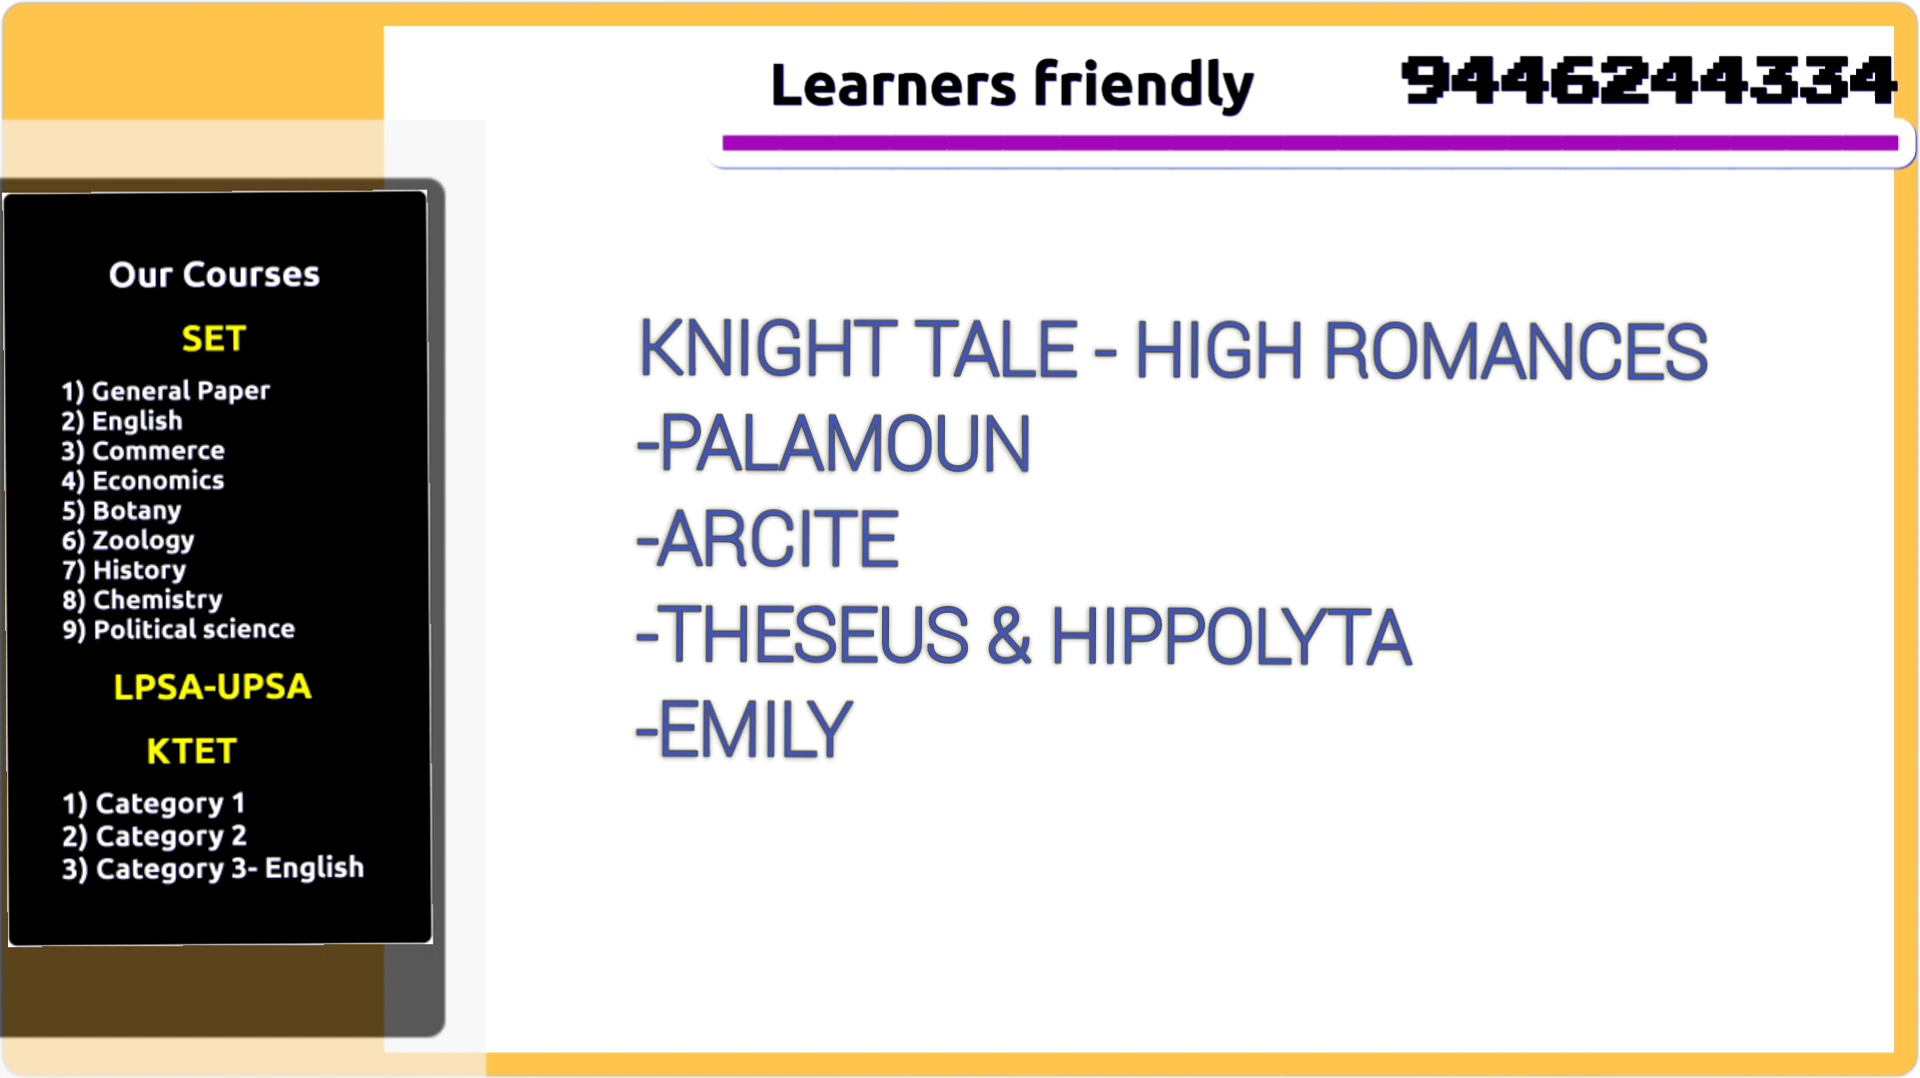 Learners friendly
9446244334
Our Courses
SET
1) General Paper
2) English
3) Commerce
4) Economics
5) Botany
6) Zoology
7) History
8) Chemistry
9) Political science
LPSA-UPSA
KTET
1) Category 1
2) Category 2
3) Category 3- English
KNIGHT TALE - HIGH ROMANCES
-PALAMOUN
-ARCITE
-THESEUS & HIPPOLYTA
-EMILY